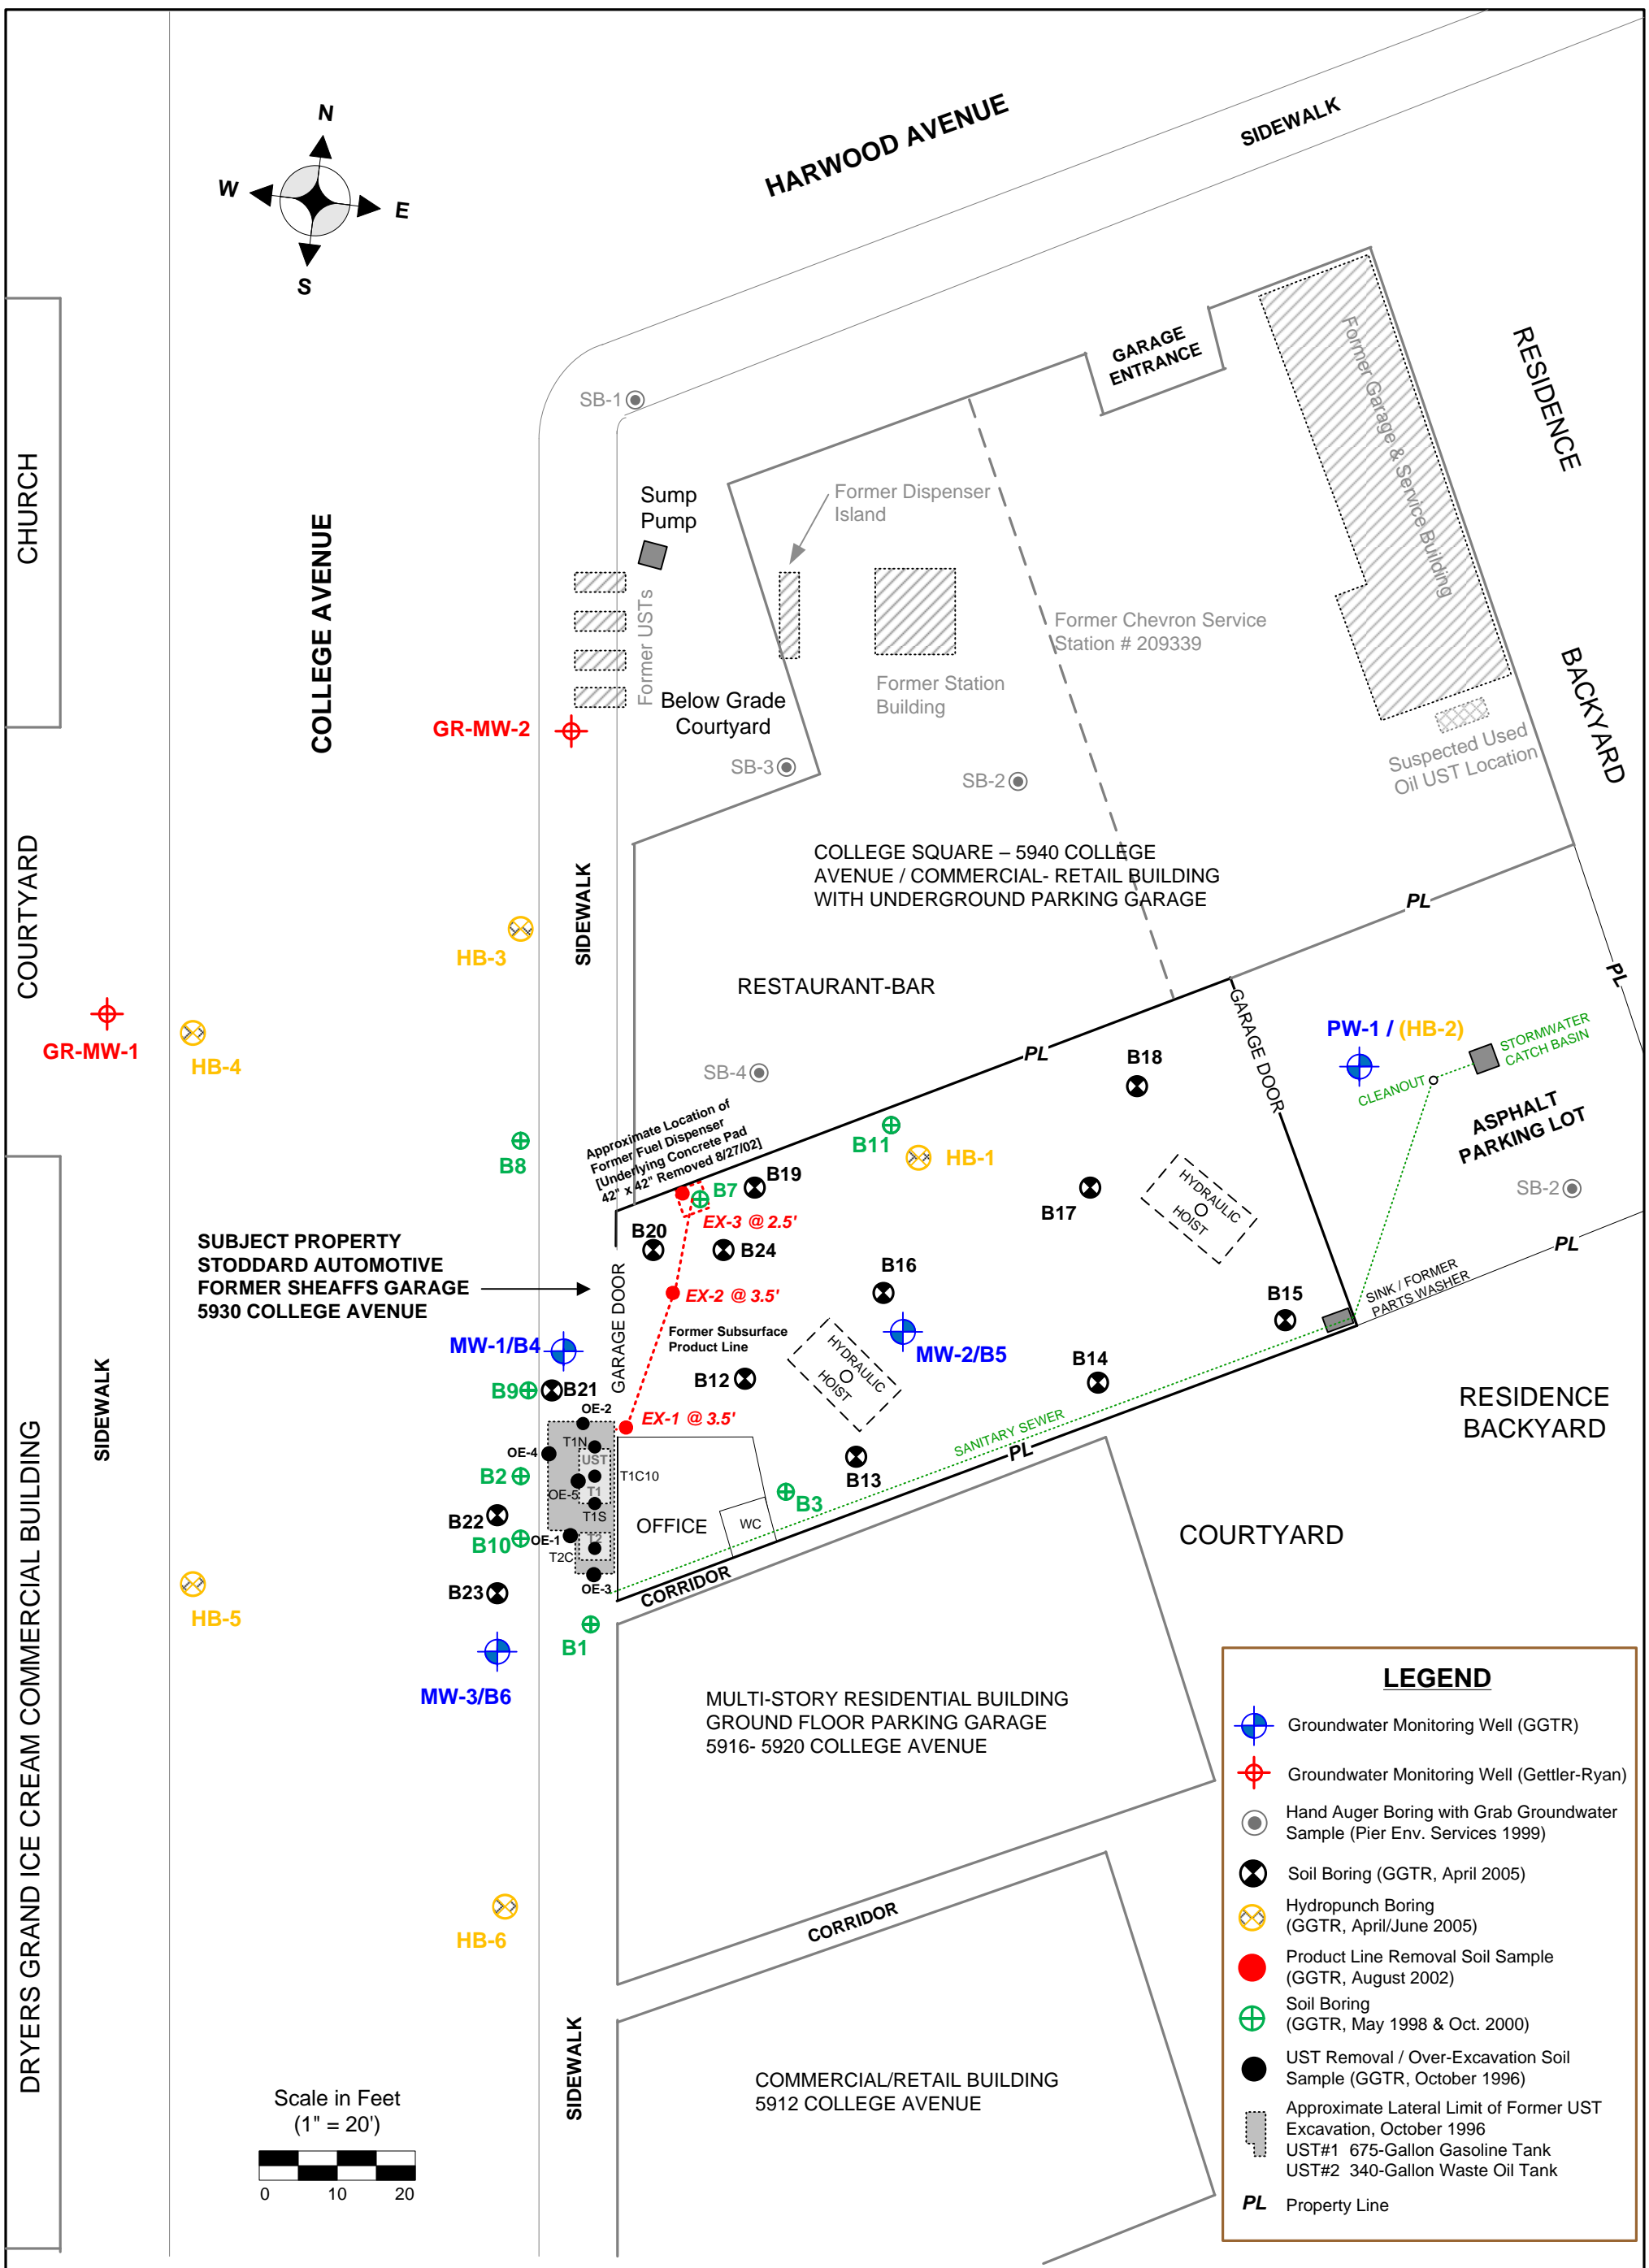 N
W
E
S
HARWOOD AVENUE
SIDEWALK
CHURCH
COLLEGE AVENUE
SB-1
GARAGE
ENTRANCE
Former Garage & Service Building
RESIDENCE
BACKYARD
Sump
Pump
Former Dispenser
Island
Former USTs
Former Chevron Service
Station # 209339
Former Station
Building
Below Grade
Courtyard
GR-MW-2
SB-3
SB-2
Suspected Used
Oil UST Location
COURTYARD
COLLEGE SQUARE – 5940 COLLEGE
AVENUE / COMMERCIAL- RETAIL BUILDING
WITH UNDERGROUND PARKING GARAGE
PL
SIDEWALK
HB-3
RESTAURANT-BAR
PL
GR-MW-1
HB-4
GARAGE DOOR
PW-1 / (HB-2)
STORMWATER
CATCH BASIN
CLEANOUT
PL
SB-4
B18
ASPHALT
PARKING LOT
Approximate Location of
Former Fuel Dispenser
[Underlying Concrete Pad
42" x 42" Removed 8/27/02]
B8
B11
HB-1
B7
B19
EX-3 @ 2.5'
B17
HYDRAULIC
HOIST
SB-2
B20
B24
PL
SUBJECT PROPERTY
STODDARD AUTOMOTIVE
FORMER SHEAFFS GARAGE
5930 COLLEGE AVENUE
GARAGE DOOR
EX-2 @ 3.5'
B16
B15
SINK / FORMER
PARTS WASHER
Former Subsurface
Product Line
MW-1/B4
MW-2/B5
HYDRAULIC
HOIST
B14
B12
B9
B21
OE-2
EX-1 @ 3.5'
SIDEWALK
RESIDENCE
BACKYARD
SANITARY SEWER
PL
OE-4
T1N
UST
T1
T1C10
B2
OE-5
T1S
B13
B3
B22
OFFICE
WC
B10
OE-1
T2
T2C
OE-3
COURTYARD
CORRIDOR
HB-5
B23
B1
MW-3/B6
DRYERS GRAND ICE CREAM COMMERCIAL BUILDING
MULTI-STORY RESIDENTIAL BUILDING
GROUND FLOOR PARKING GARAGE
5916- 5920 COLLEGE AVENUE
HB-6
CORRIDOR
SIDEWALK
COMMERCIAL/RETAIL BUILDING
5912 COLLEGE AVENUE
Scale in Feet
(1" = 20')
0 10 20
LEGEND
Groundwater Monitoring Well (GGTR)
Groundwater Monitoring Well (Gettler-Ryan)
Hand Auger Boring with Grab Groundwater
Sample (Pier Env. Services 1999)
Soil Boring (GGTR, April 2005)
Hydropunch Boring
(GGTR, April/June 2005)
Product Line Removal Soil Sample
(GGTR, August 2002)
Soil Boring
(GGTR, May 1998 & Oct. 2000)
UST Removal / Over-Excavation Soil
Sample (GGTR, October 1996)
Approximate Lateral Limit of Former UST
Excavation, October 1996
UST#1 675-Gallon Gasoline Tank
UST#2 340-Gallon Waste Oil Tank
PL Property Line